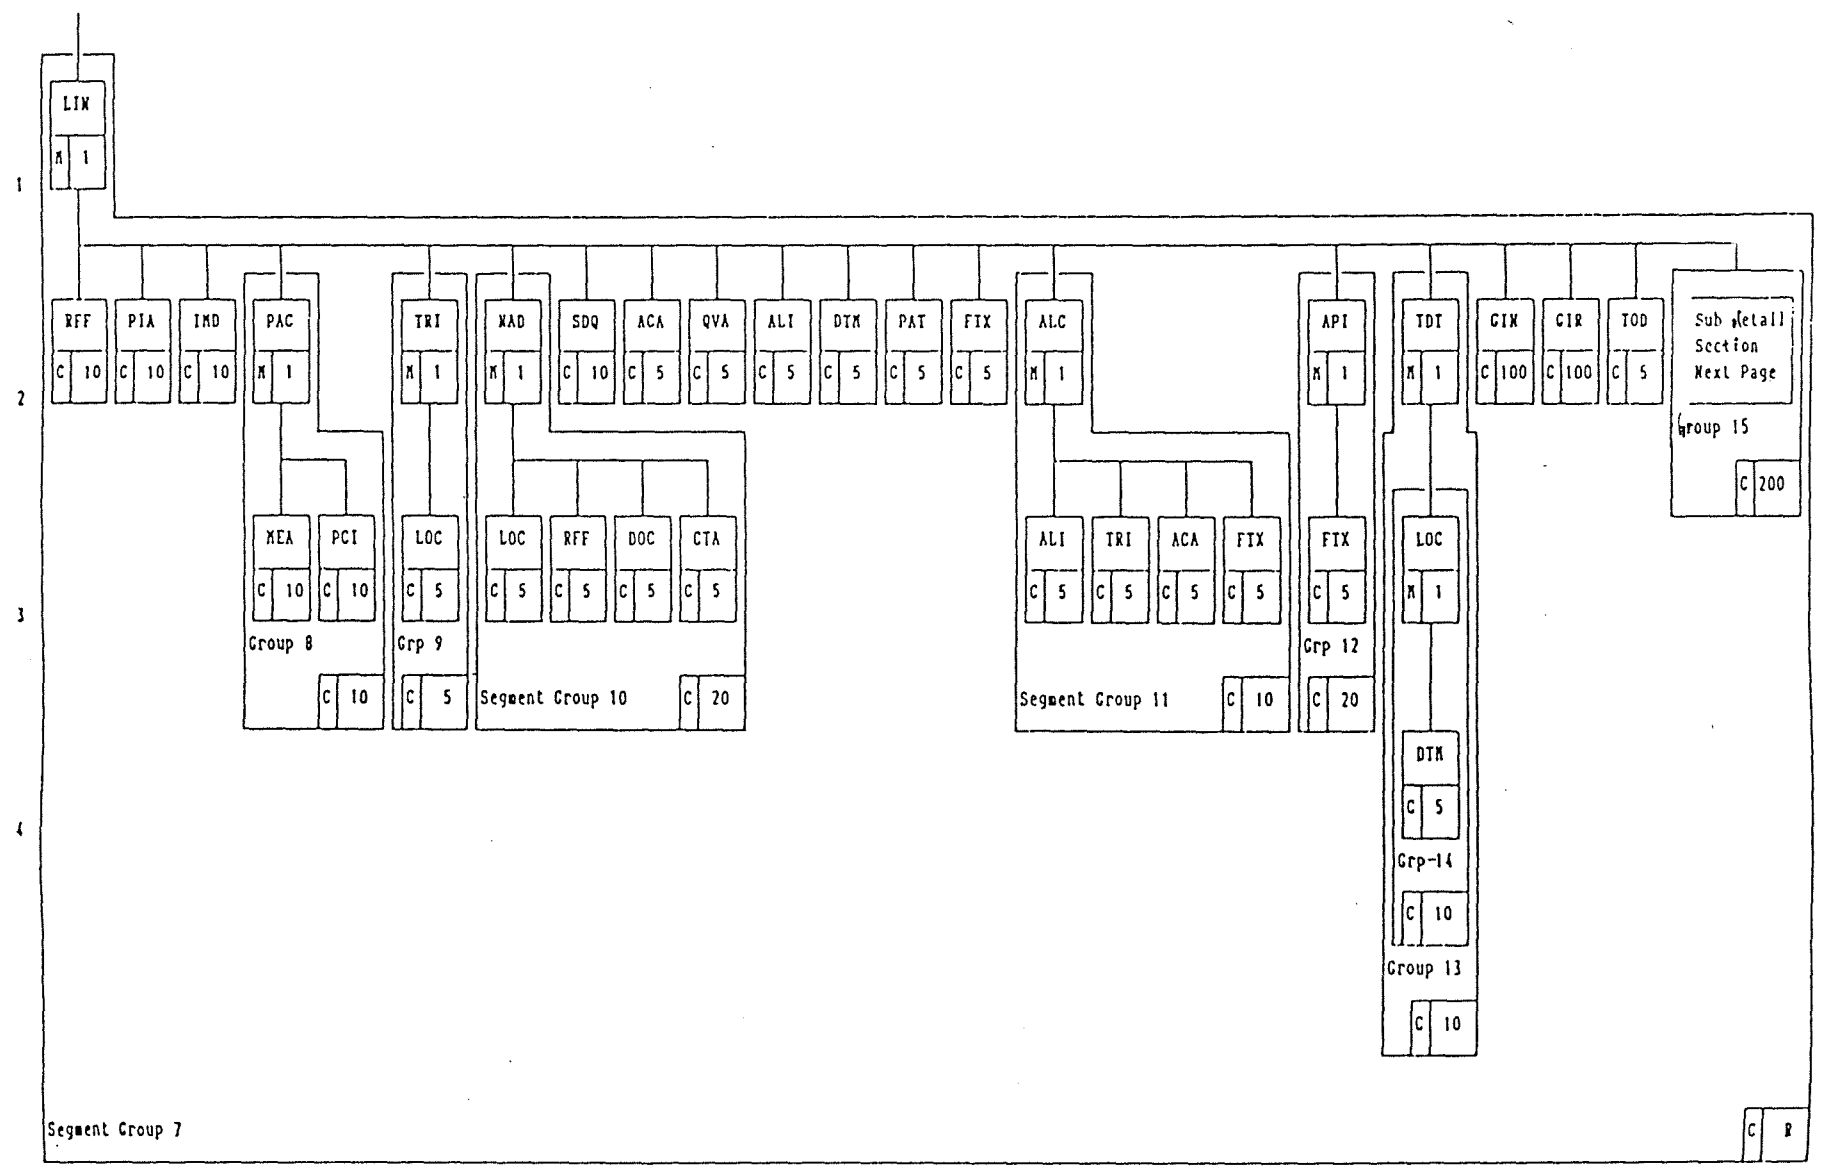 LIN
M 1
1
RFF PIA IMD PAC TRI NAD SDQ ACA QVA ALI DTM PAT FTX ALC API TDT GIN GIR TOD Sub Detail
Section
C 10 C 10 C 10 M 1 M 1 M 1 C 10 C 5 C 5 C 5 C 5 C 5 C 5 M 1 M 1 M 1 C 100 C 100 C 5 Next Page
2
Group 15
C 200
MEA PCI LOC LOC RFF DOC CTA ALI TRI ACA FTX FTX LOC
C 10 C 10 C 5 C 5 C 5 C 5 C 5 C 5 C 5 C 5 C 5 C 5 M 1
3
Group 8 Grp 9 Grp 12
C 10 C 5 Segment Group 10 C 20 Segment Group 11 C 10 C 20
DTM
C 5
4
Grp-14
C 10
Group 13
C 10
Segment Group 7 C R